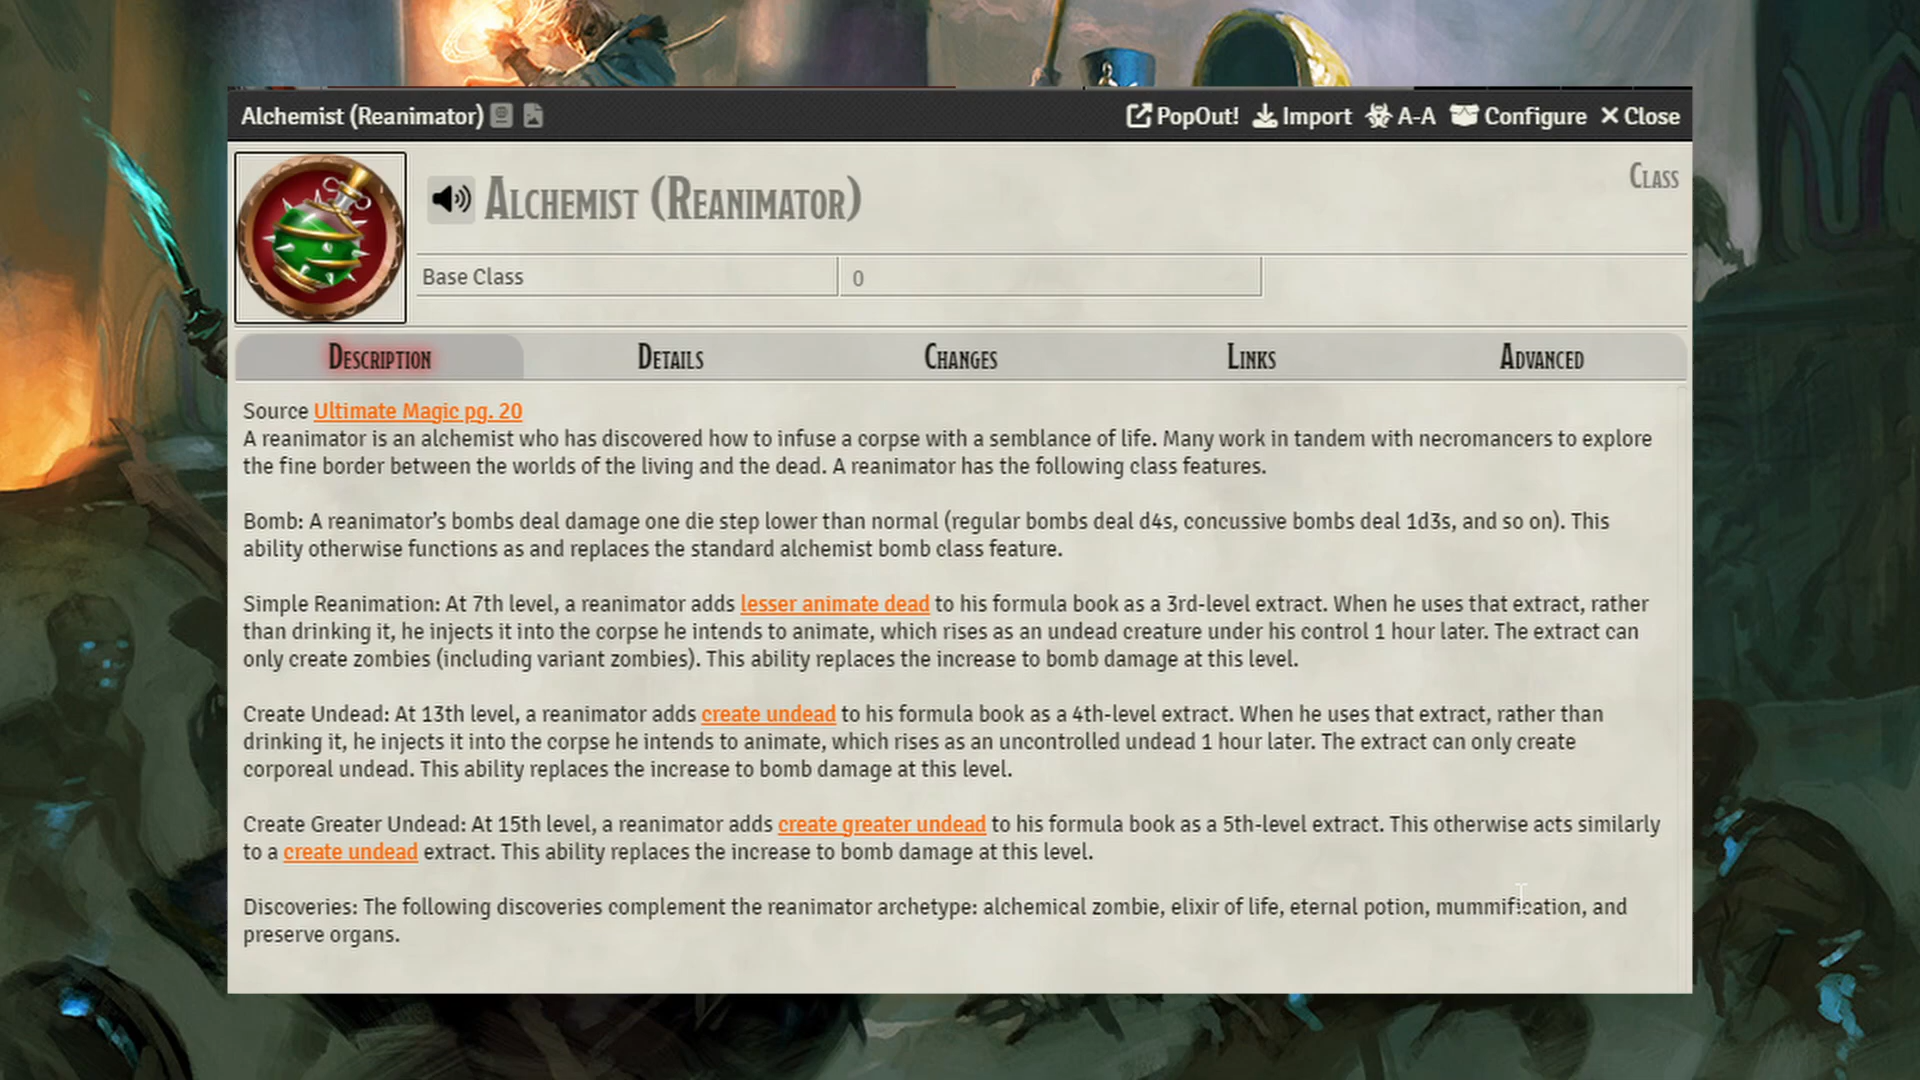 Alchemist (Reanimator) PopOut! Import A-A Configure Close
Alchemist (Reanimator) Class
Base Class 0
Description Details Changes Links Advanced
Source Ultimate Magic pg. 20
A reanimator is an alchemist who has discovered how to infuse a corpse with a semblance of life. Many work in tandem with necromancers to explore
the fine border between the worlds of the living and the dead. A reanimator has the following class features.
Bomb: A reanimator’s bombs deal damage one die step lower than normal (regular bombs deal d4s, concussive bombs deal 1d3s, and so on). This
ability otherwise functions as and replaces the standard alchemist bomb class feature.
Simple Reanimation: At 7th level, a reanimator adds lesser animate dead to his formula book as a 3rd-level extract. When he uses that extract, rather
than drinking it, he injects it into the corpse he intends to animate, which rises as an undead creature under his control 1 hour later. The extract can
only create zombies (including variant zombies). This ability replaces the increase to bomb damage at this level.
Create Undead: At 13th level, a reanimator adds create undead to his formula book as a 4th-level extract. When he uses that extract, rather than
drinking it, he injects it into the corpse he intends to animate, which rises as an uncontrolled undead 1 hour later. The extract can only create
corporeal undead. This ability replaces the increase to bomb damage at this level.
Create Greater Undead: At 15th level, a reanimator adds create greater undead to his formula book as a 5th-level extract. This otherwise acts similarly
to a create undead extract. This ability replaces the increase to bomb damage at this level.
Discoveries: The following discoveries complement the reanimator archetype: alchemical zombie, elixir of life, eternal potion, mummification, and
preserve organs.